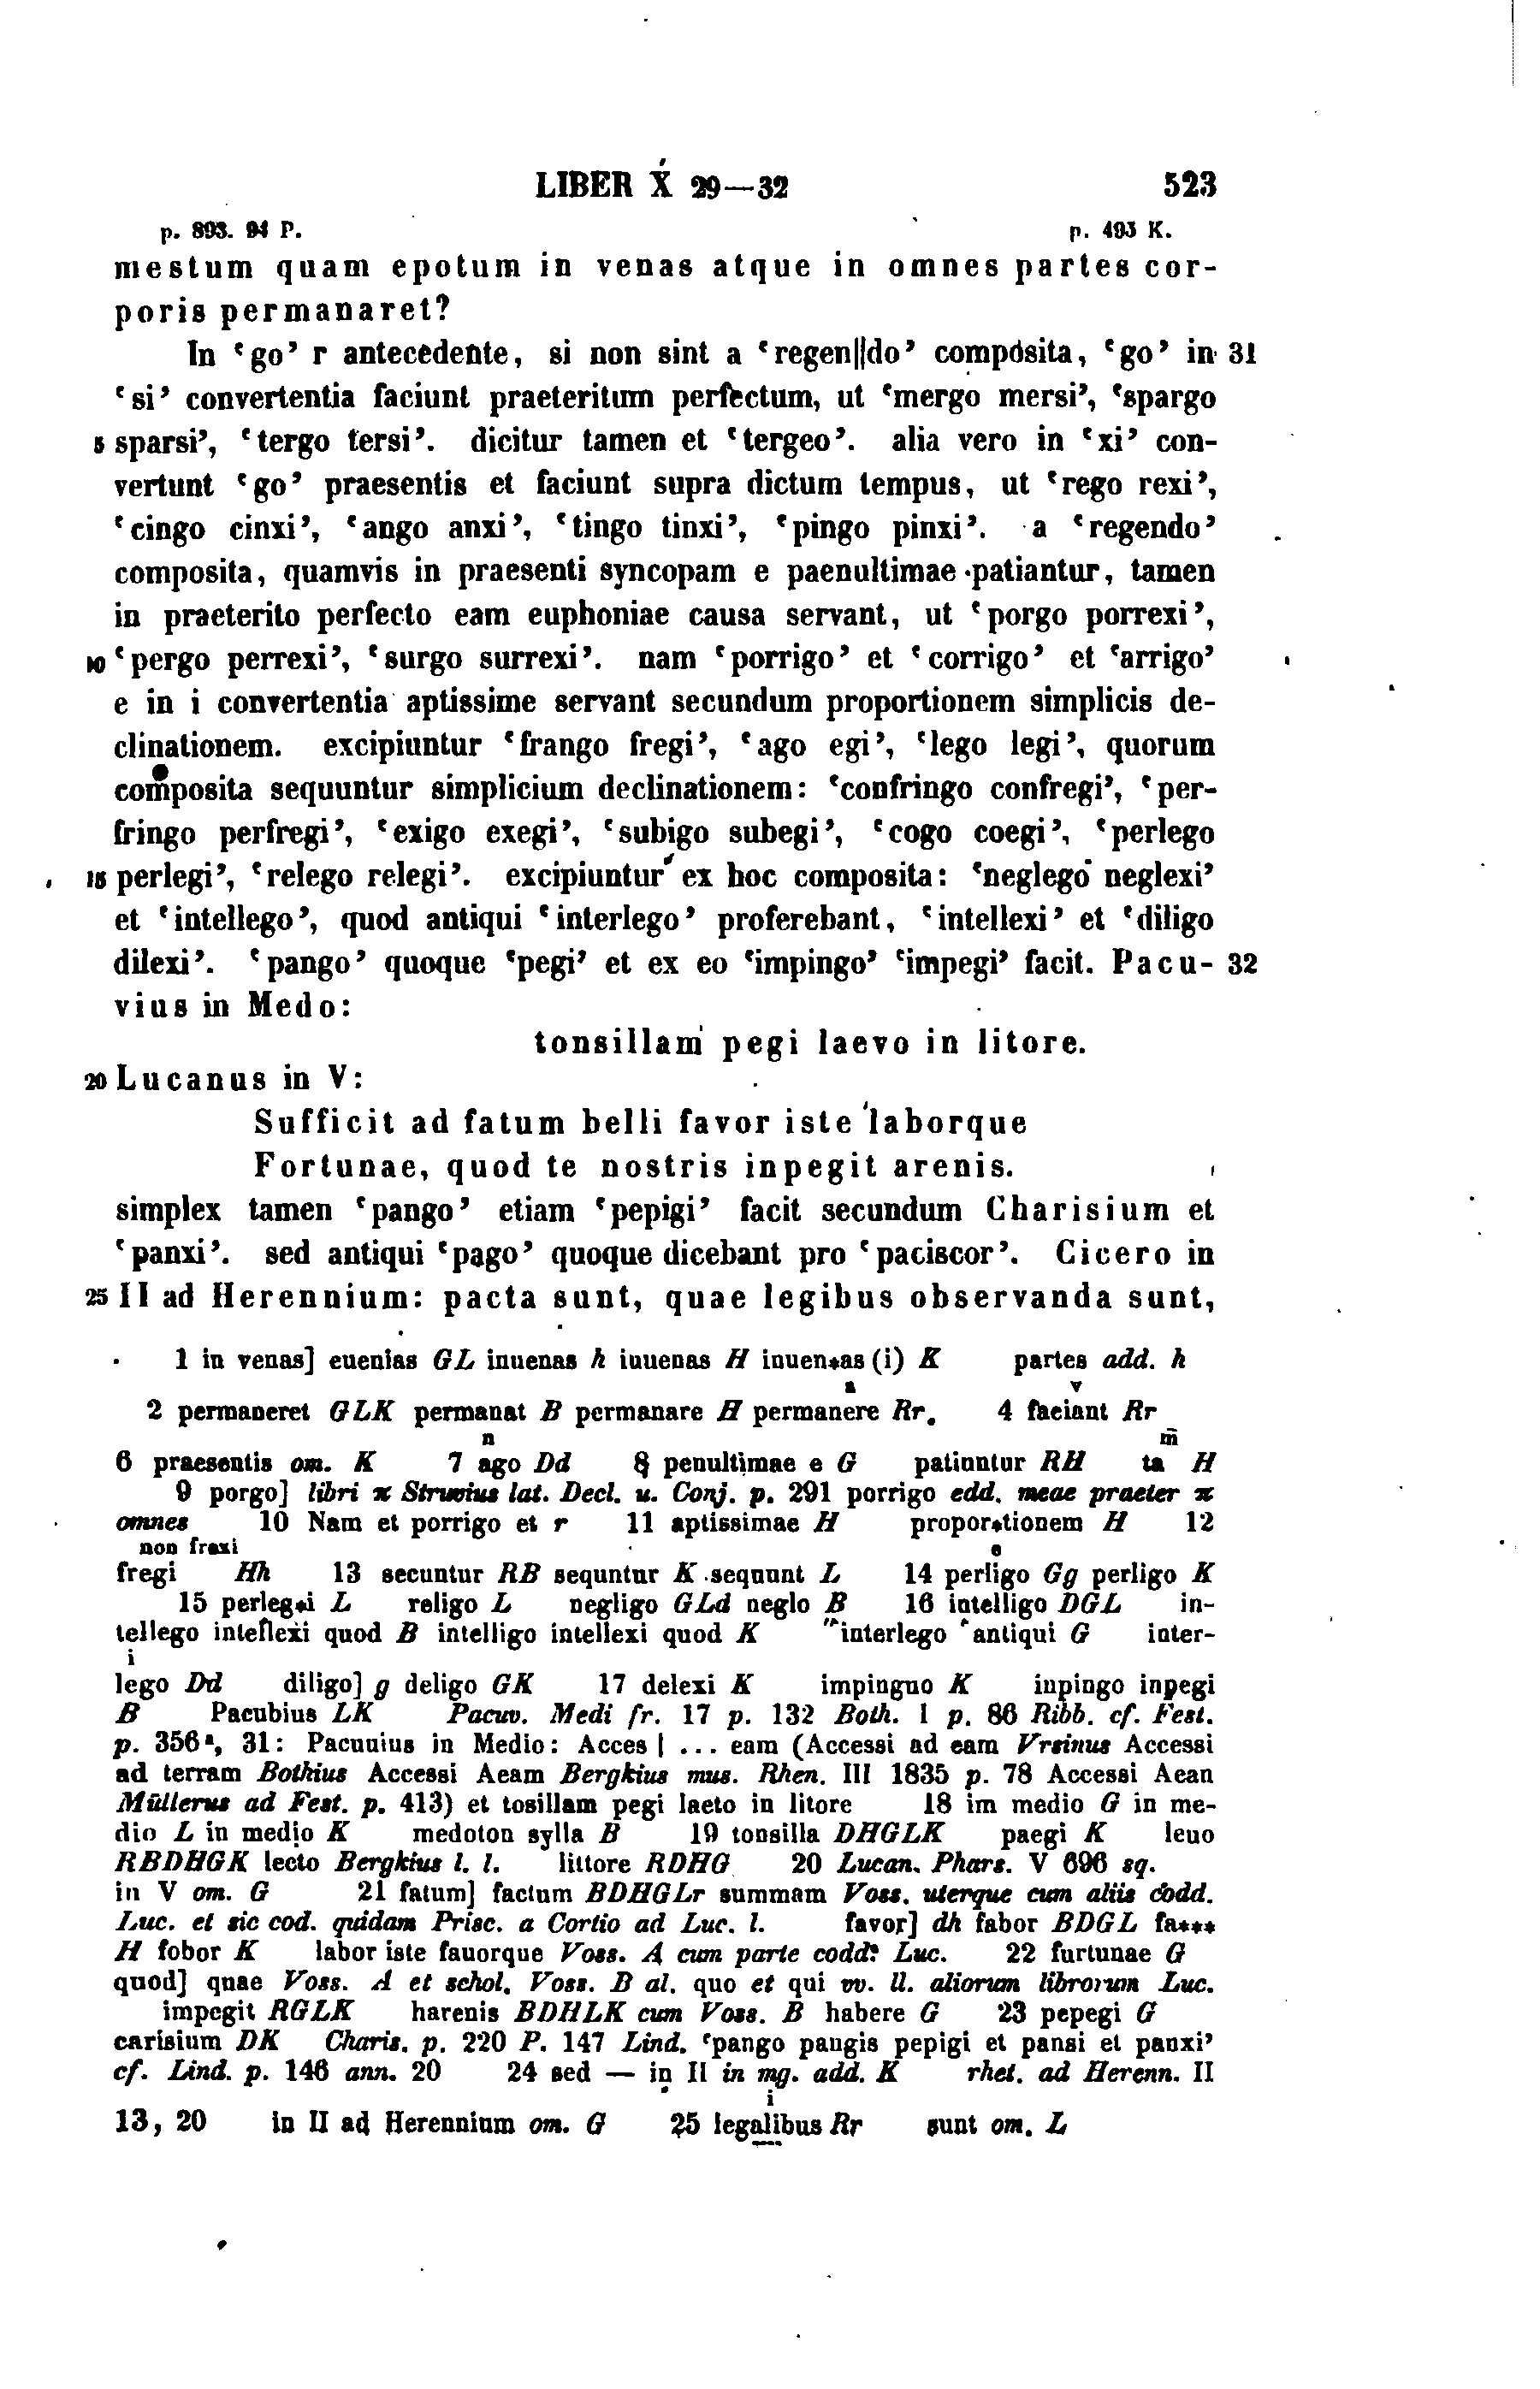 LIBER X 29—32 523
p. 893. 94 P. p. 493 K.
mestum quam epotum in venas atque in omnes partes cor-
poris permanaret?
In ‘go’ r antecedente, si non sint a ‘regen||do’ composita, ‘go’ in 31
‘si’ convertentia faciunt praeteritum perfectum, ut ‘mergo mersi’, ‘spargo
5 sparsi’, ‘tergo tersi’. dicitur tamen et ‘tergeo’. alia vero in ‘xi’ con-
vertunt ‘go’ praesentis et faciunt supra dictum tempus, ut ‘rego rexi’,
‘cingo cinxi’, ‘ango anxi’, ‘tingo tinxi’, ‘pingo pinxi’. a ‘regendo’
composita, quamvis in praesenti syncopam e paenultimae patiantur, tamen
in praeterito perfecto eam euphoniae causa servant, ut ‘porgo porrexi’,
10 ‘pergo perrexi’, ‘surgo surrexi’. nam ‘porrigo’ et ‘corrigo’ et ‘arrigo’
e in i convertentia aptissime servant secundum proportionem simplicis de-
clinationem. excipiuntur ‘frango fregi’, ‘ago egi’, ‘lego legi’, quorum
composita sequuntur simplicium declinationem: ‘confringo confregi’, ‘per-
fringo perfregi’, ‘exigo exegi’, ‘subigo subegi’, ‘cogo coegi’, ‘perlego
15 perlegi’, ‘relego relegi’. excipiuntur ex hoc composita: ‘neglego neglexi’
et ‘intellego’, quod antiqui ‘interlego’ proferebant, ‘intellexi’ et ‘diligo
dilexi’. ‘pango’ quoque ‘pegi’ et ex eo ‘impingo’ ‘impegi’ facit. Pacu- 32
vius in Medo:
tonsillam pegi laevo in litore.
20 Lucanus in V:
Sufficit ad fatum belli favor iste laborque
Fortunae, quod te nostris inpegit arenis.
simplex tamen ‘pango’ etiam ‘pepigi’ facit secundum Charisium et
‘panxi’. sed antiqui ‘pago’ quoque dicebant pro ‘paciscor’. Cicero in
25 II ad Herennium: pacta sunt, quae legibus observanda sunt,
1 in venas] euenias GL inuenas h iuuenas H inuen*as (i) K partes add. h
a v
2 permaneret GLK permanat B permanare H permanere Rr. 4 faciant Rr
n m̄
6 praesentis om. K 7 ago Dd 8 penultimae e G patiuntur RH ta H
9 porgo] libri ϰ Struvius lat. Decl. u. Conj. p. 291 porrigo edd. meae praeter ϰ
omnes 10 Nam et porrigo et r 11 aptissimae H propor*tionem H 12
non fraxi e
fregi Hh 13 secuntur RB sequntur K sequunt L 14 perligo Gg perligo K
15 perleg*i L religo L negligo GLd neglo B 16 intelligo DGL in-
tellego intellexi quod B intelligo intellexi quod K interlego antiqui G inter-
i
lego Dd diligo] g deligo GK 17 delexi K impinguo K inpingo inpegi
B Pacubius LK Pacuv. Medi fr. 17 p. 132 Both. I p. 86 Ribb. cf. Fest.
p. 356ᵃ, 31: Pacuuius in Medio: Acces | ... eam (Accessi ad eam Vrsinus Accessi
ad terram Bothius Accessi Aeam Bergkius mus. Rhen. III 1835 p. 78 Accessi Aean
Müllerus ad Fest. p. 413) et tosillam pegi laeto in litore 18 im medio G in me-
dio L in medio K medoton sylla B 19 tonsilla DHGLK paegi K leuo
RBDHGK lecto Bergkius l. l. littore RDHG 20 Lucan. Phars. V 696 sq.
in V om. G 21 fatum] factum BDHGLr summam Voss. uterque cum aliis codd.
Luc. et sic cod. quidam Prisc. a Cortio ad Luc. l. favor] dh fabor BDGL fa***
H fobor K labor iste fauorque Voss. A cum parte codd. Luc. 22 furtunae G
quod] quae Voss. A et schol. Voss. B al. quo et qui vv. ll. aliorum librorum Luc.
impegit RGLK harenis BDHLK cum Voss. B habere G 23 pepegi G
carisium DK Charis. p. 220 P. 147 Lind. ‘pango pangis pepigi et pansi et panxi’
cf. Lind. p. 146 ann. 20 24 sed — in II in mg. add. K rhet. ad Herenn. II
i
13, 20 in II ad Herennium om. G 25 legalibus Rr sunt om. L